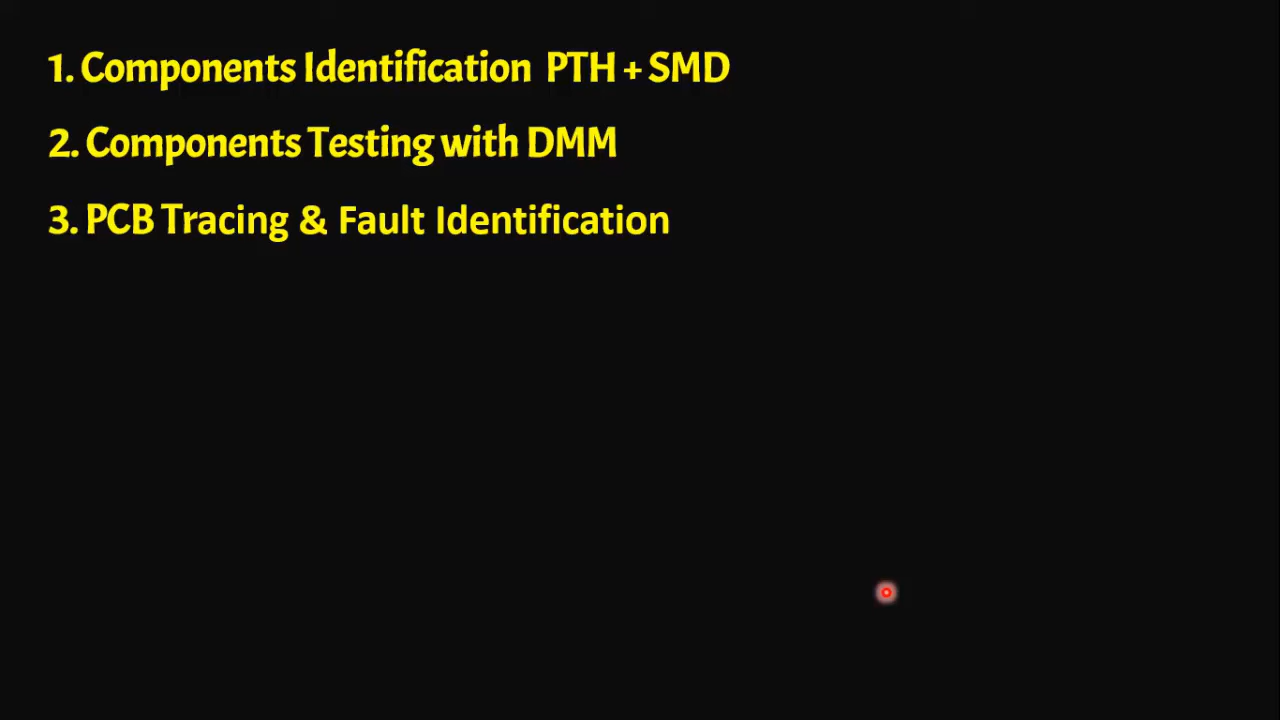 1. Components Identification PTH + SMD
2. Components Testing with DMM
3. PCB Tracing & Fault Identification